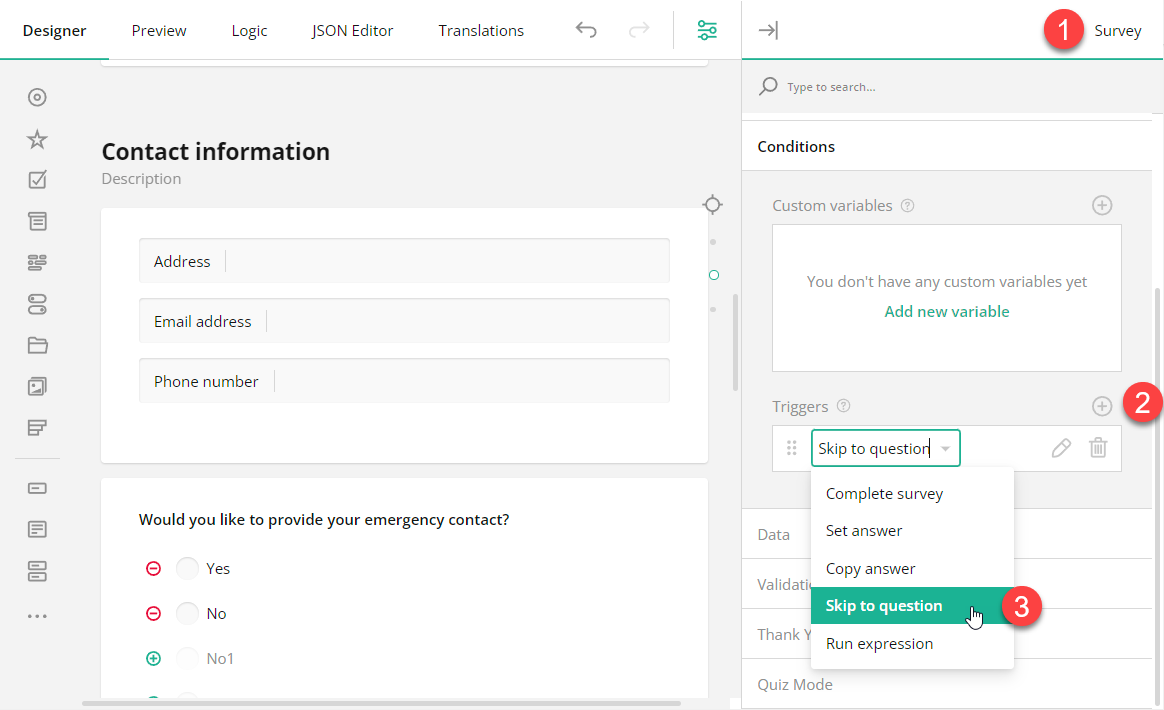 Designer
Preview
Logic
JSON Editor
Translations
1
Survey
Type to search...
Contact information
Description
Address
Email address
Phone number
Would you like to provide your emergency contact?
Yes
No
No1
Conditions
Custom variables
You don't have any custom variables yet
Add new variable
Triggers
2
Skip to question
Complete survey
Set answer
Copy answer
Skip to question
3
Run expression
Data
Validatio
Thank Y
Quiz Mode